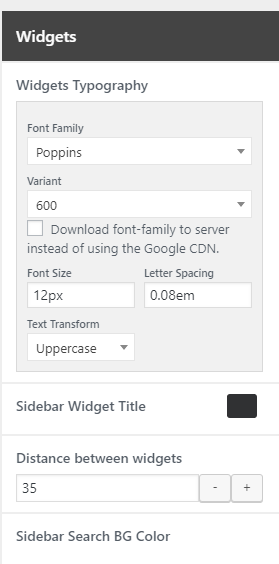 Widgets
Widgets Typography
Font Family
Poppins
Variant
600
Download font-family to server
instead of using the Google CDN.
Font Size Letter Spacing
12px 0.08em
Text Transform
Uppercase
Sidebar Widget Title
Distance between widgets
35 - +
Sidebar Search BG Color